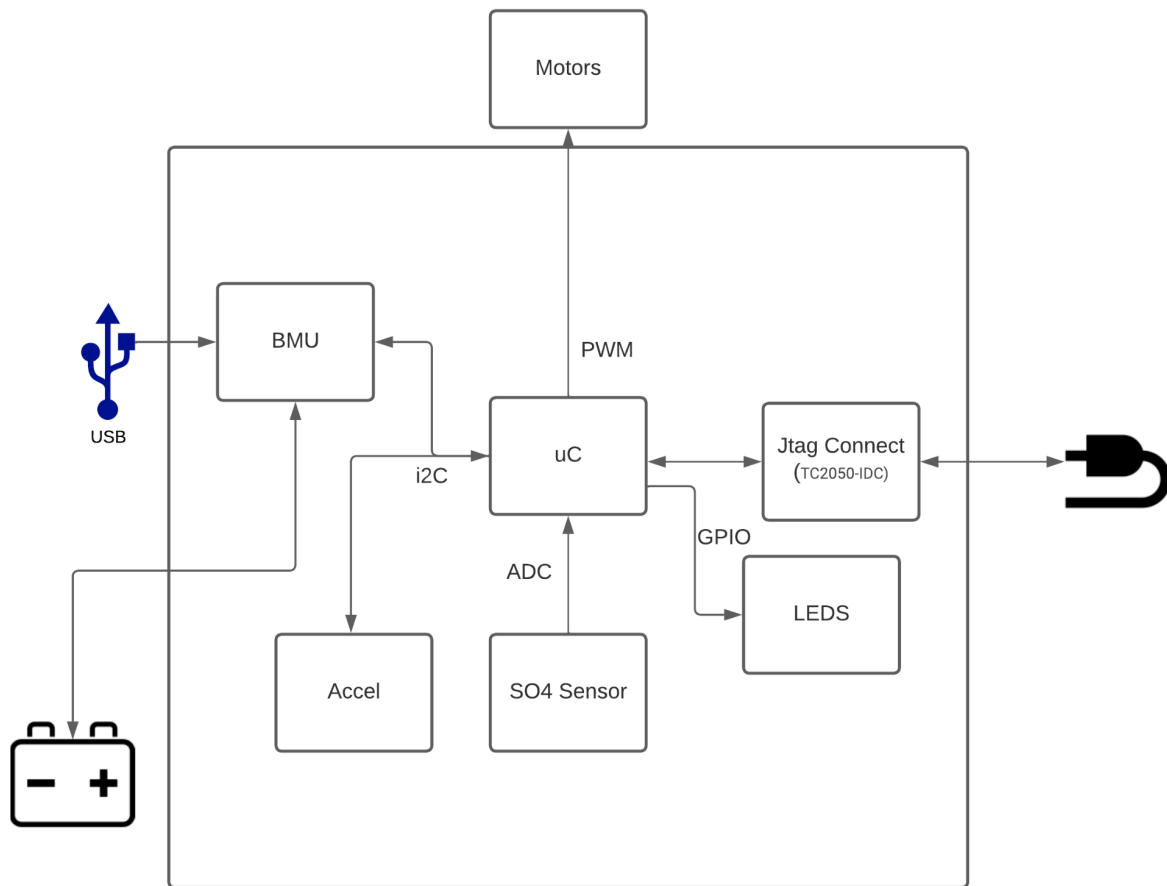 Motors
BMU
PWM
USB
uC
Jtag Connect
(TC2050-IDC)
i2C
GPIO
ADC
LEDS
Accel
SO4 Sensor